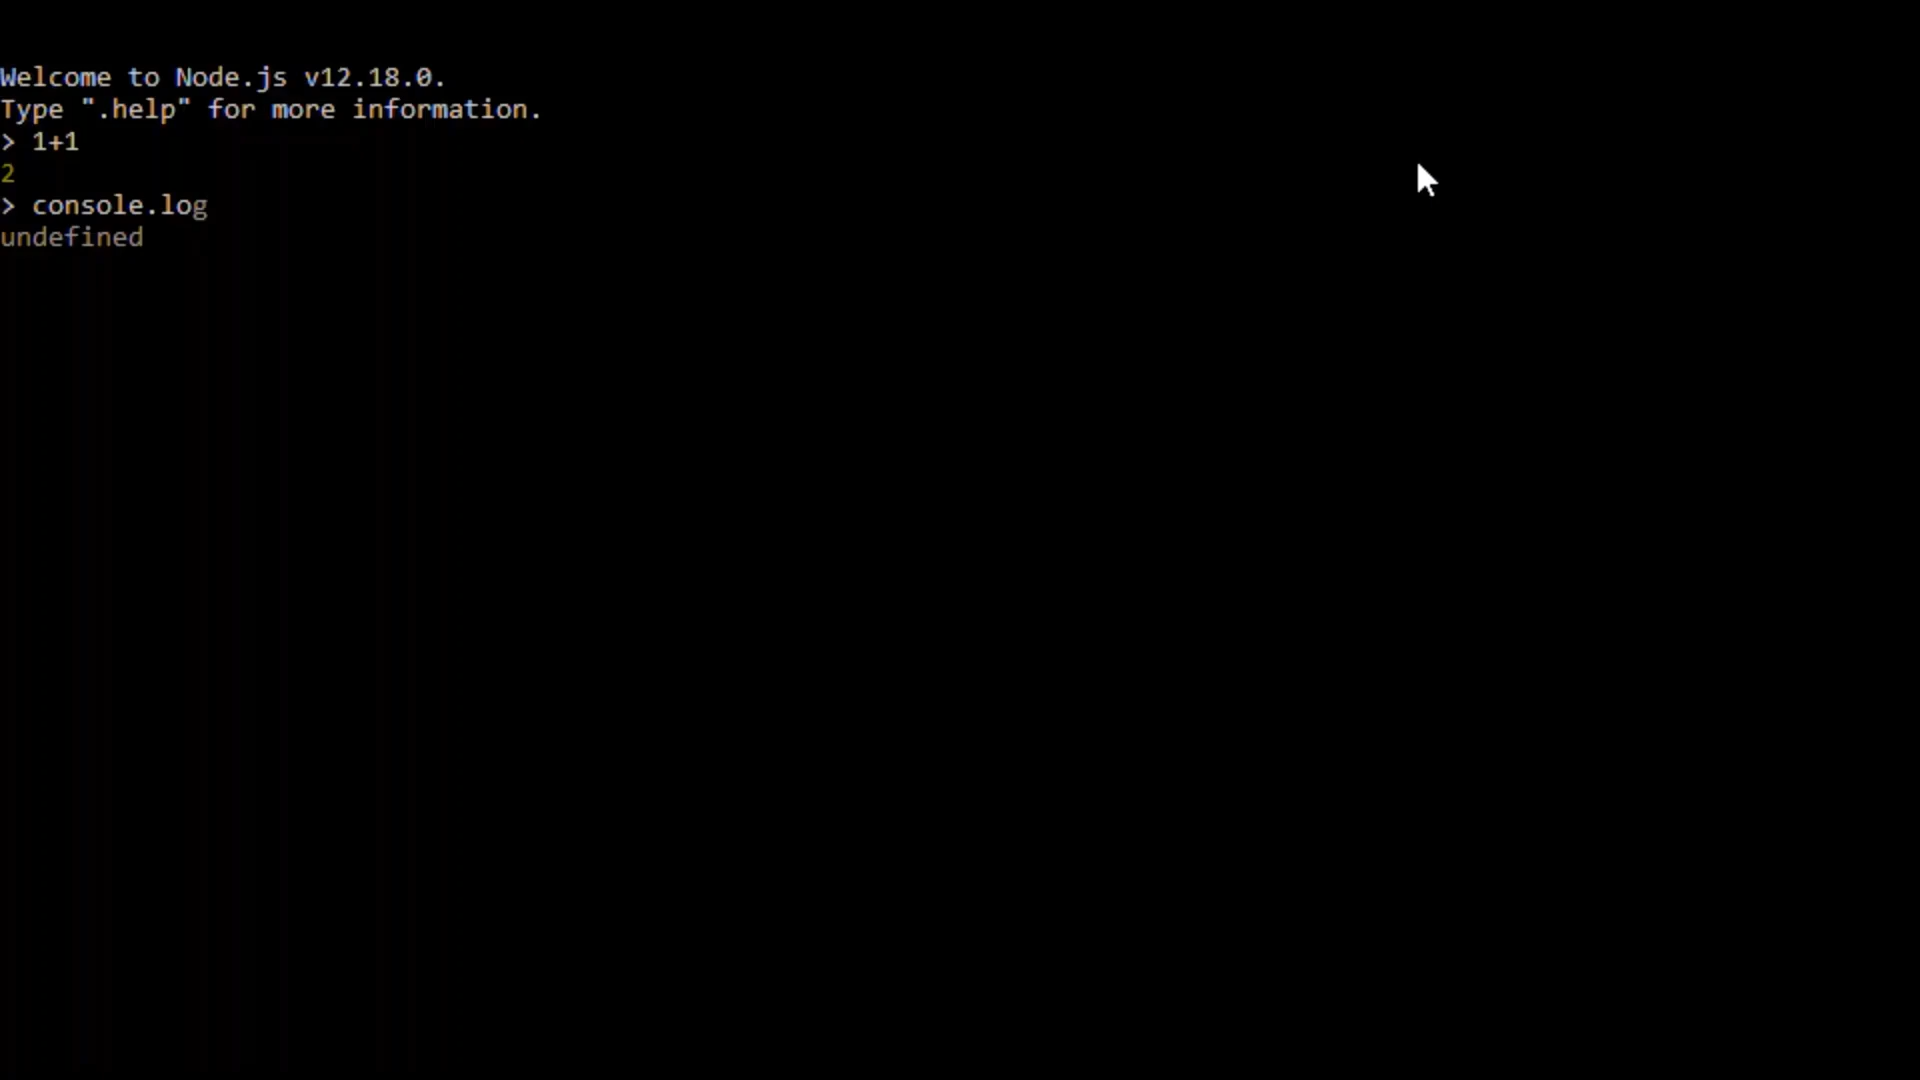 Welcome to Node.js v12.18.0.
Type ".help" for more information.
> 1+1
2
> console.log
undefined